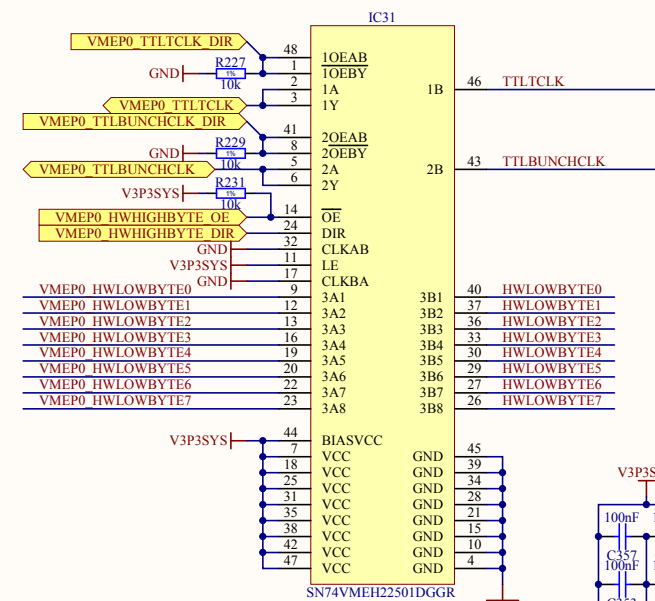 IC31
VMEP0_TTLTCLK_DIR
48 1OEAB
R227
GND 1% 1 1OEBY
10k
2 1A 1B 46 TTLTCLK
VMEP0_TTLTCLK 3 1Y
VMEP0_TTLBUNCHCLK_DIR
41 2OEAB
R229
GND 1% 8 2OEBY
10k
VMEP0_TTLBUNCHCLK 5 2A 2B 43 TTLBUNCHCLK
6 2Y
R231
V3P3SYS 1%
10k
VMEP0_HWHIGHBYTE_OE 14 OE
VMEP0_HWHIGHBYTE_DIR 24 DIR
GND 32 CLKAB
V3P3SYS 11 LE
GND 17 CLKBA
VMEP0_HWLOWBYTE0 9 3A1 3B1 40 HWLOWBYTE0
VMEP0_HWLOWBYTE1 12 3A2 3B2 37 HWLOWBYTE1
VMEP0_HWLOWBYTE2 13 3A3 3B3 36 HWLOWBYTE2
VMEP0_HWLOWBYTE3 16 3A4 3B4 33 HWLOWBYTE3
VMEP0_HWLOWBYTE4 19 3A5 3B5 30 HWLOWBYTE4
VMEP0_HWLOWBYTE5 20 3A6 3B6 29 HWLOWBYTE5
VMEP0_HWLOWBYTE6 22 3A7 3B7 27 HWLOWBYTE6
VMEP0_HWLOWBYTE7 23 3A8 3B8 26 HWLOWBYTE7
V3P3SYS 44 BIASVCC
7 VCC GND 45
18 VCC GND 39
25 VCC GND 34
31 VCC GND 28
35 VCC GND 21
38 VCC GND 15
42 VCC GND 10
47 VCC GND 4
SN74VMEH22501DGGR
V3P3S
100nF
C357
100nF